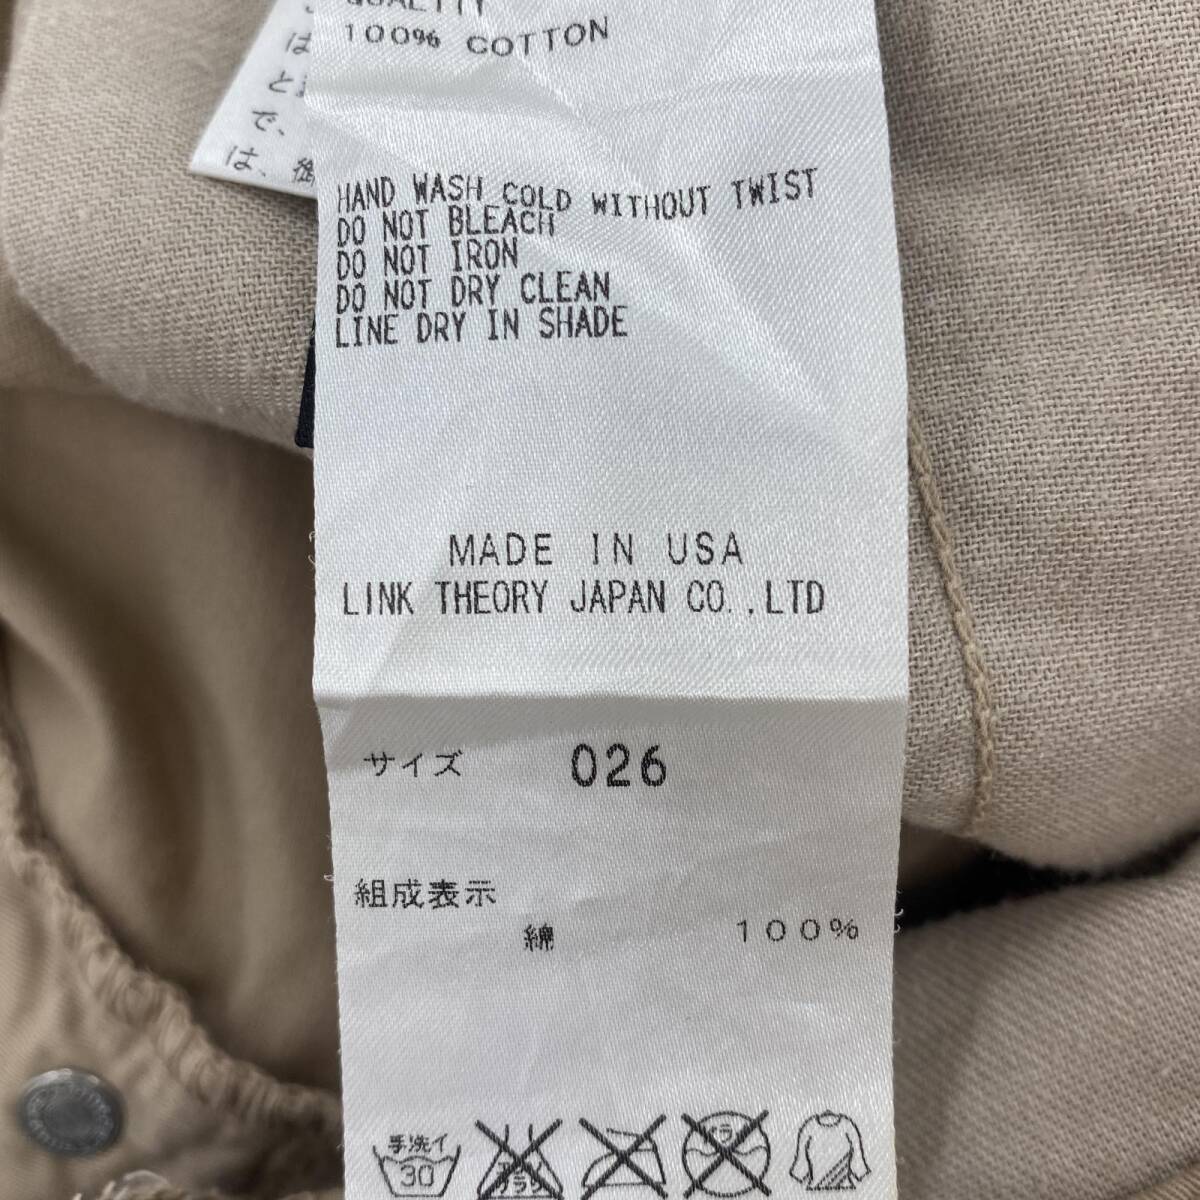 QUALITY
100% COTTON
は
と
で、
は、
HAND WASH COLD WITHOUT TWIST
DO NOT BLEACH
DO NOT IRON
DO NOT DRY CLEAN
LINE DRY IN SHADE
MADE IN USA
LINK THEORY JAPAN CO.,LTD
サイズ 026
組成表示
綿 100%
手洗イ
30